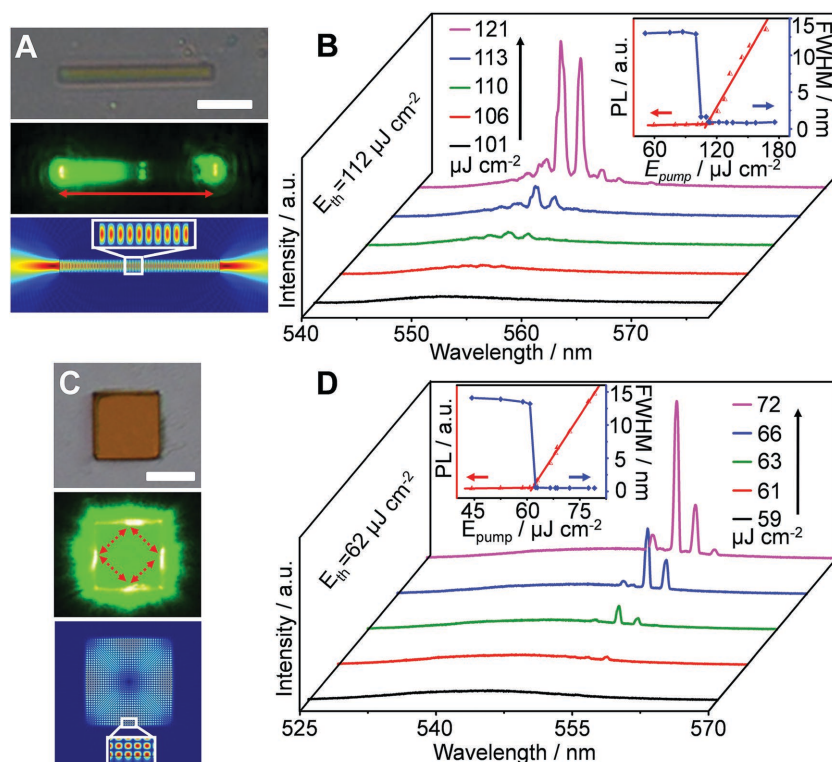 A
B
E_th=112 µJ cm⁻²
121
113
110
106
101
µJ cm⁻²
PL / a.u.
FWHM / nm
15
10
5
0
60
120
180
E_pump / µJ cm⁻²
Intensity / a.u.
540
550
560
570
Wavelength / nm
C
D
E_th=62 µJ cm⁻²
PL / a.u.
FWHM / nm
15
10
5
0
45
60
75
E_pump / µJ cm⁻²
72
66
63
61
59
µJ cm⁻²
Intensity / a.u.
525
540
555
570
Wavelength / nm